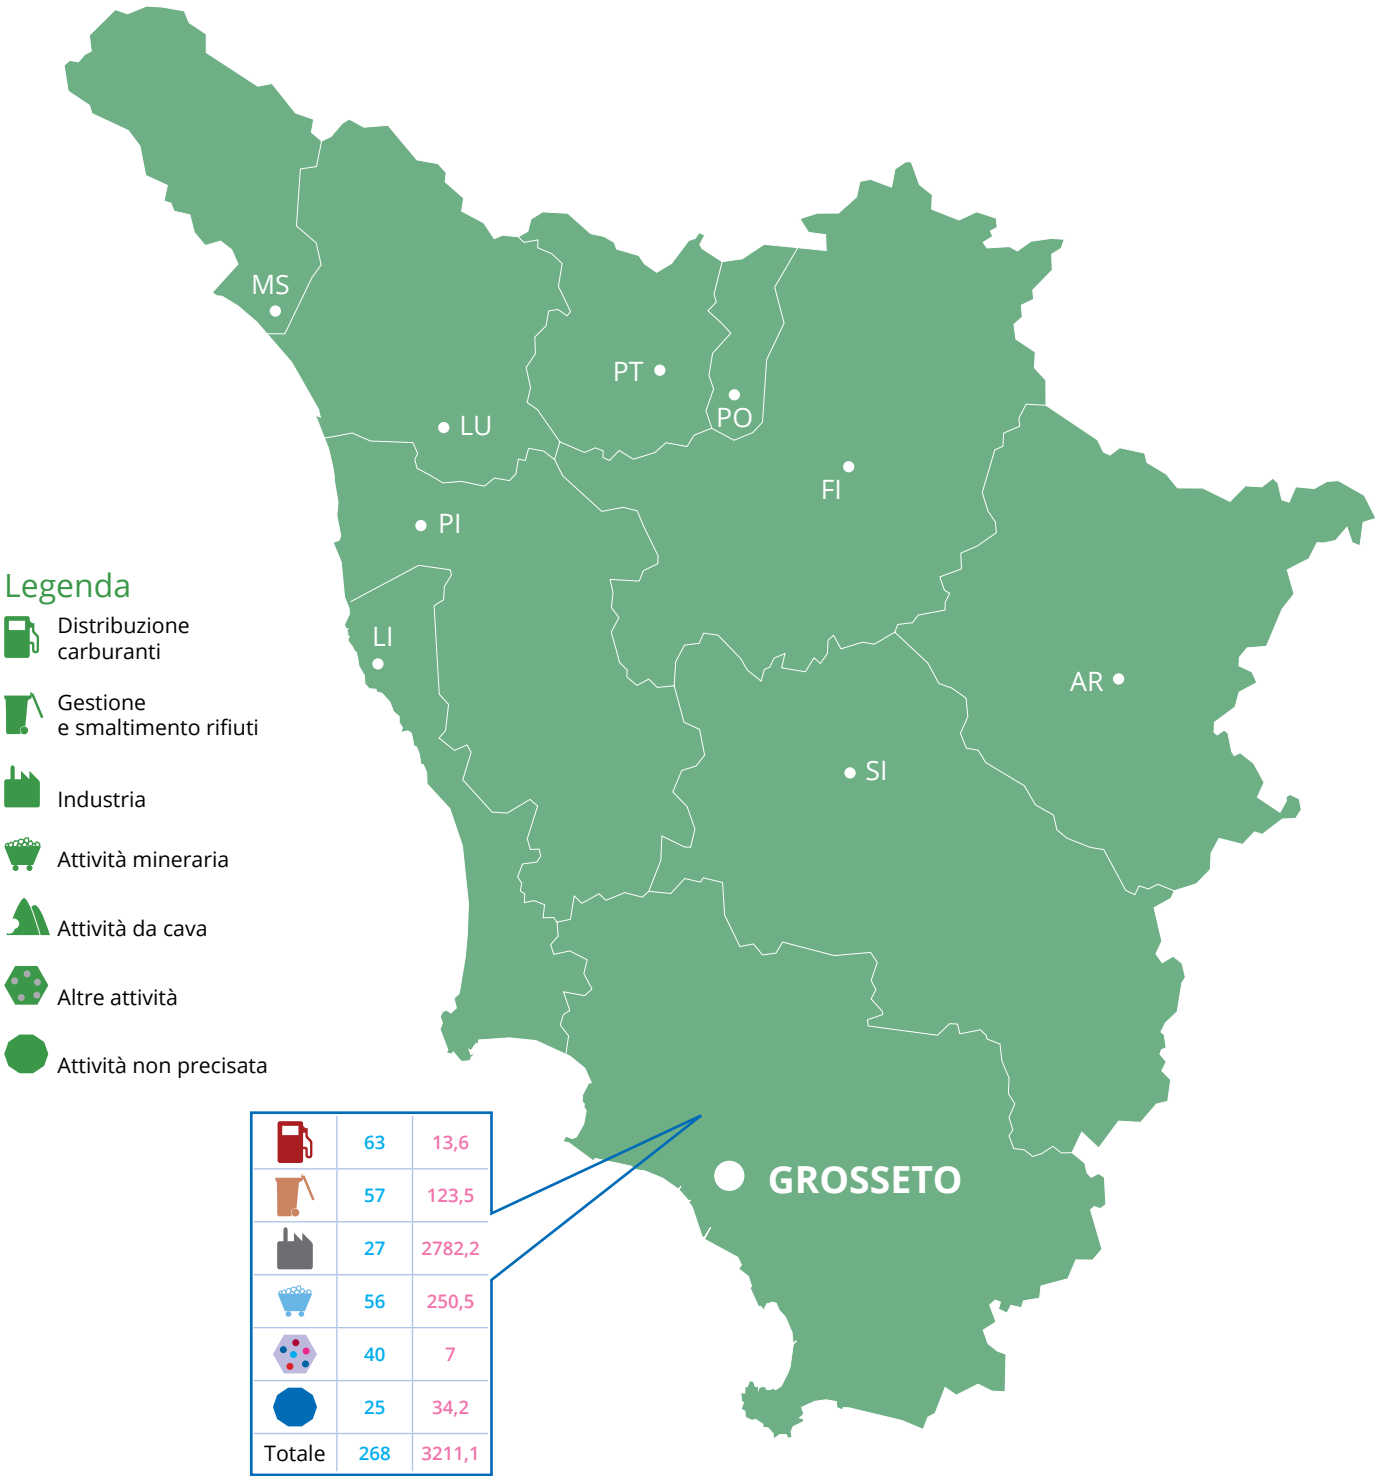 MS
LU
PT
PO
FI
PI
LI
AR
SI
Legenda
Distribuzione
carburanti
Gestione
e smaltimento rifiuti
Industria
Attività mineraria
Attività da cava
Altre attività
Attività non precisata
GROSSETO
63 13,6
57 123,5
27 2782,2
56 250,5
40 7
25 34,2
Totale 268 3211,1